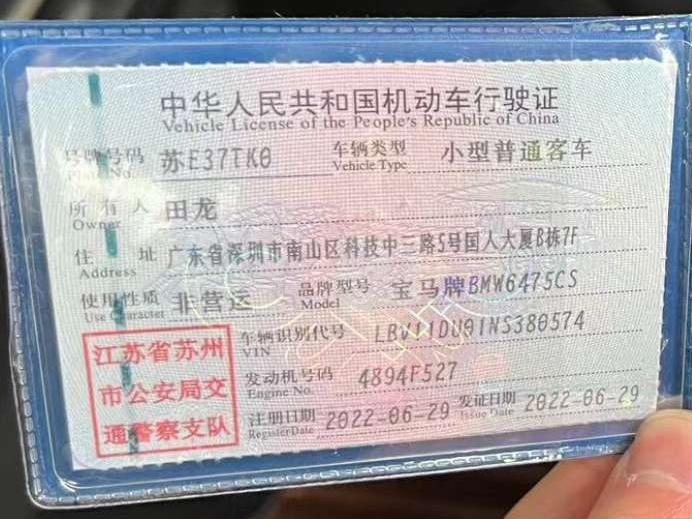 中华人民共和国机动车行驶证
Vehicle License of the People's Republic of China
号牌号码 苏E37TK0 车辆类型 小型普通客车
Plate No. Vehicle Type
所有人 田龙
Owner
住址 广东省深圳市南山区科技中三路5号国人大厦B栋7F
Address
使用性质 非营运 品牌型号 宝马牌BMW6475CS
Use Character Model
江苏省苏州
市公安局交
通警察支队
车辆识别代号 LBV11DU01NS380574
VIN
发动机号码 4894F527
Engine No.
注册日期 2022-06-29 发证日期 2022-06-29
Register Date Issue Date